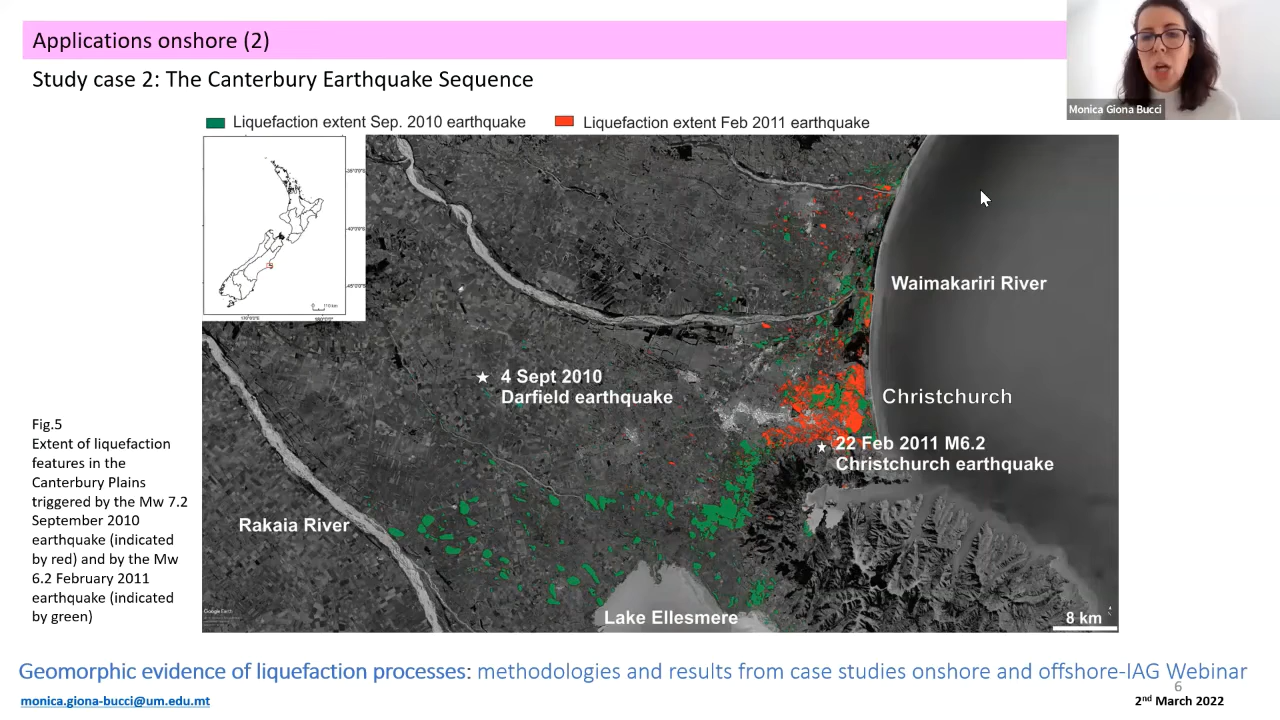 Applications onshore (2)
Monica Giona Bucci
Study case 2: The Canterbury Earthquake Sequence
Liquefaction extent Sep. 2010 earthquake
Liquefaction extent Feb 2011 earthquake
Waimakariri River
4 Sept 2010
Darfield earthquake
Christchurch
22 Feb 2011 M6.2
Christchurch earthquake
Rakaia River
Lake Ellesmere
8 km
Google Earth
Fig.5
Extent of liquefaction
features in the
Canterbury Plains
triggered by the Mw 7.2
September 2010
earthquake (indicated
by red) and by the Mw
6.2 February 2011
earthquake (indicated
by green)
Geomorphic evidence of liquefaction processes: methodologies and results from case studies onshore and offshore-IAG Webinar
6
monica.giona-bucci@um.edu.mt
2nd March 2022